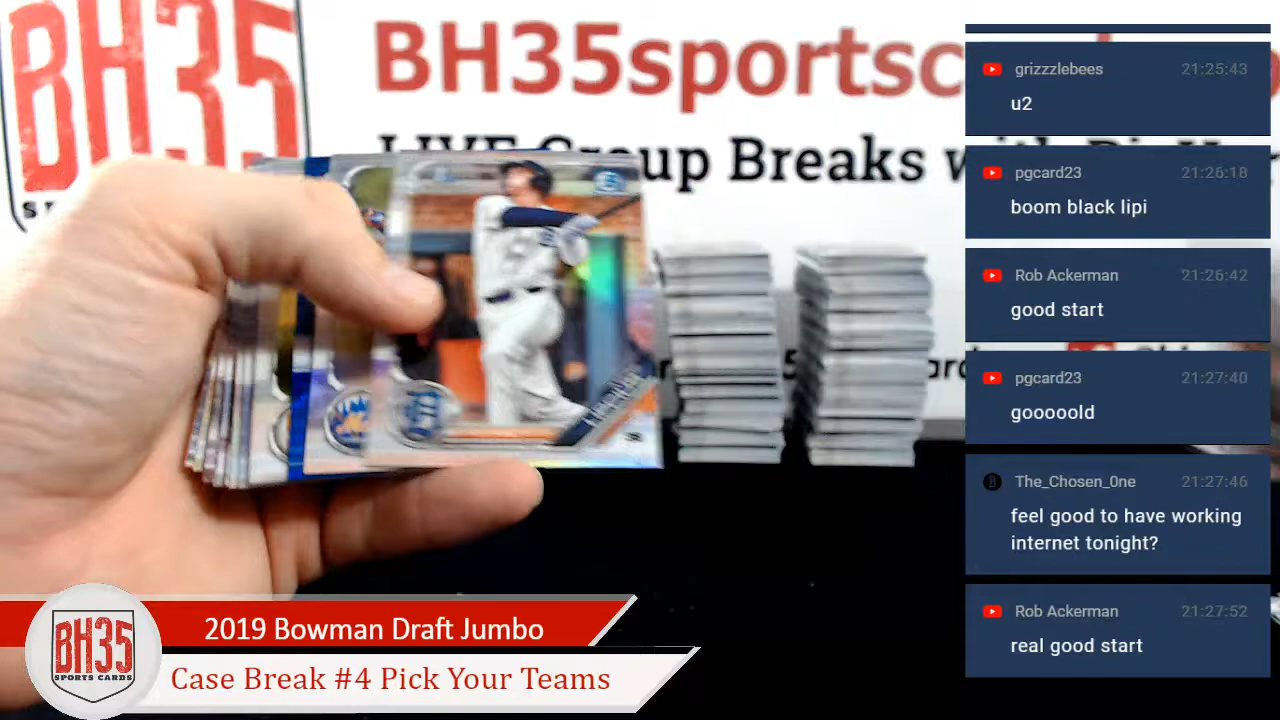 BH35
BH35sportsc
LIVE Group Breaks with
grizzzlebees 21:25:43
u2
pgcard23 21:26:18
boom black lipi
Rob Ackerman 21:26:42
good start
pgcard23 21:27:40
gooooold
The_Chosen_0ne 21:27:46
feel good to have working
internet tonight?
Rob Ackerman 21:27:52
real good start
BH35
SPORTS CARDS
2019 Bowman Draft Jumbo
Case Break #4 Pick Your Teams